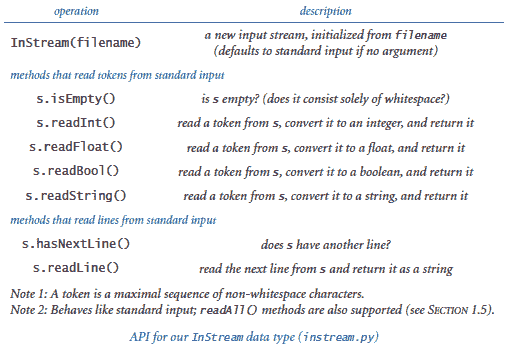 operation description
InStream(filename) a new input stream, initialized from filename
(defaults to standard input if no argument)
methods that read tokens from standard input
s.isEmpty() is s empty? (does it consist solely of whitespace?)
s.readInt() read a token from s, convert it to an integer, and return it
s.readFloat() read a token from s, convert it to a float, and return it
s.readBool() read a token from s, convert it to a boolean, and return it
s.readString() read a token from s, convert it to a string, and return it
methods that read lines from standard input
s.hasNextLine() does s have another line?
s.readLine() read the next line from s and return it as a string
Note 1: A token is a maximal sequence of non-whitespace characters.
Note 2: Behaves like standard input; readAll() methods are also supported (see SECTION 1.5).
API for our InStream data type (instream.py)